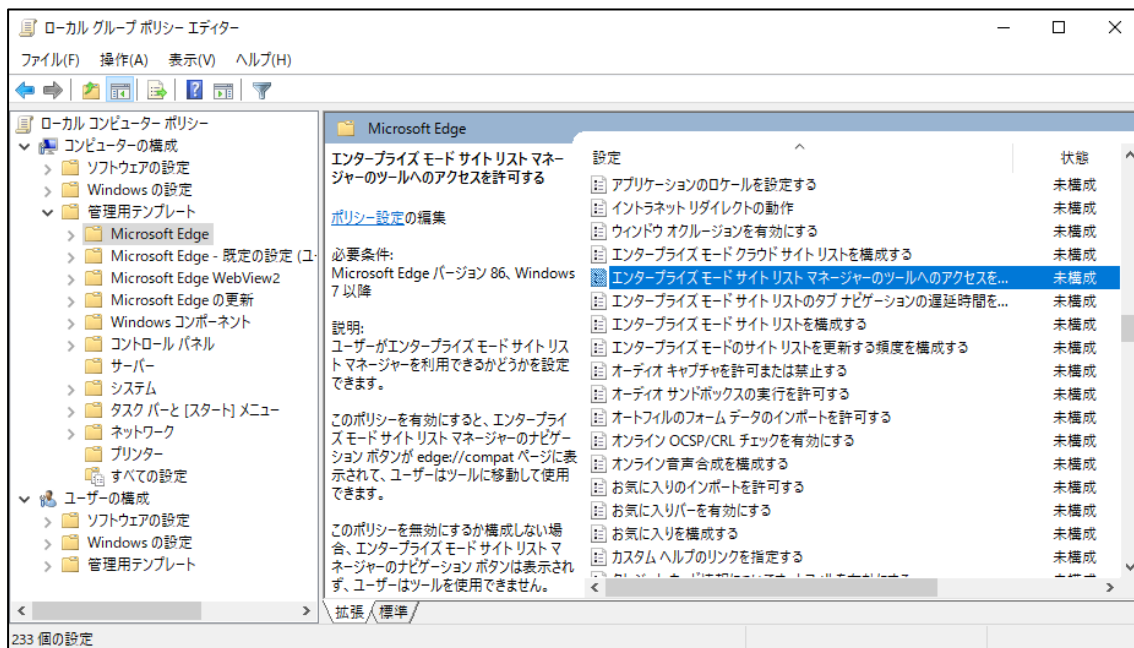 ローカル グループ ポリシー エディター
ファイル(F) 操作(A) 表示(V) ヘルプ(H)
ローカル コンピューター ポリシー
コンピューターの構成
ソフトウェアの設定
Windows の設定
管理用テンプレート
Microsoft Edge
Microsoft Edge - 既定の設定 (ユ
Microsoft Edge WebView2
Microsoft Edge の更新
Windows コンポーネント
コントロール パネル
サーバー
システム
タスク バーと [スタート] メニュー
ネットワーク
プリンター
すべての設定
ユーザーの構成
ソフトウェアの設定
Windows の設定
管理用テンプレート
Microsoft Edge
エンタープライズ モード サイト リスト マネー
ジャーのツールへのアクセスを許可する
ポリシー設定の編集
必要条件:
Microsoft Edge バージョン 86、Windows
7 以降
説明:
ユーザーがエンタープライズ モード サイト リス
ト マネージャーを利用できるかどうかを設定
できます。
このポリシーを有効にすると、エンタープライ
ズ モード サイト リスト マネージャーのナビゲー
ション ボタンが edge://compat ページに表
示されて、ユーザーはツールに移動して使用
できます。
このポリシーを無効にするか構成しない場
合、エンタープライズ モード サイト リスト マ
ネージャーのナビゲーション ボタンは表示され
ず、ユーザーはツールを使用できません。
設定 状態
アプリケーションのロケールを設定する 未構成
イントラネット リダイレクトの動作 未構成
ウィンドウ オクルージョンを有効にする 未構成
エンタープライズ モード クラウド サイト リストを構成する 未構成
エンタープライズ モード サイト リスト マネージャーのツールへのアクセスを... 未構成
エンタープライズ モード サイト リストのタブ ナビゲーションの遅延時間を... 未構成
エンタープライズ モード サイト リストを構成する 未構成
エンタープライズ モードのサイト リストを更新する頻度を構成する 未構成
オーディオ キャプチャを許可または禁止する 未構成
オーディオ サンドボックスの実行を許可する 未構成
オートフィルのフォーム データのインポートを許可する 未構成
オンライン OCSP/CRL チェックを有効にする 未構成
オンライン音声合成を構成する 未構成
お気に入りのインポートを許可する 未構成
お気に入りバーを有効にする 未構成
お気に入りを構成する 未構成
カスタム ヘルプのリンクを指定する 未構成
拡張 標準
233 個の設定